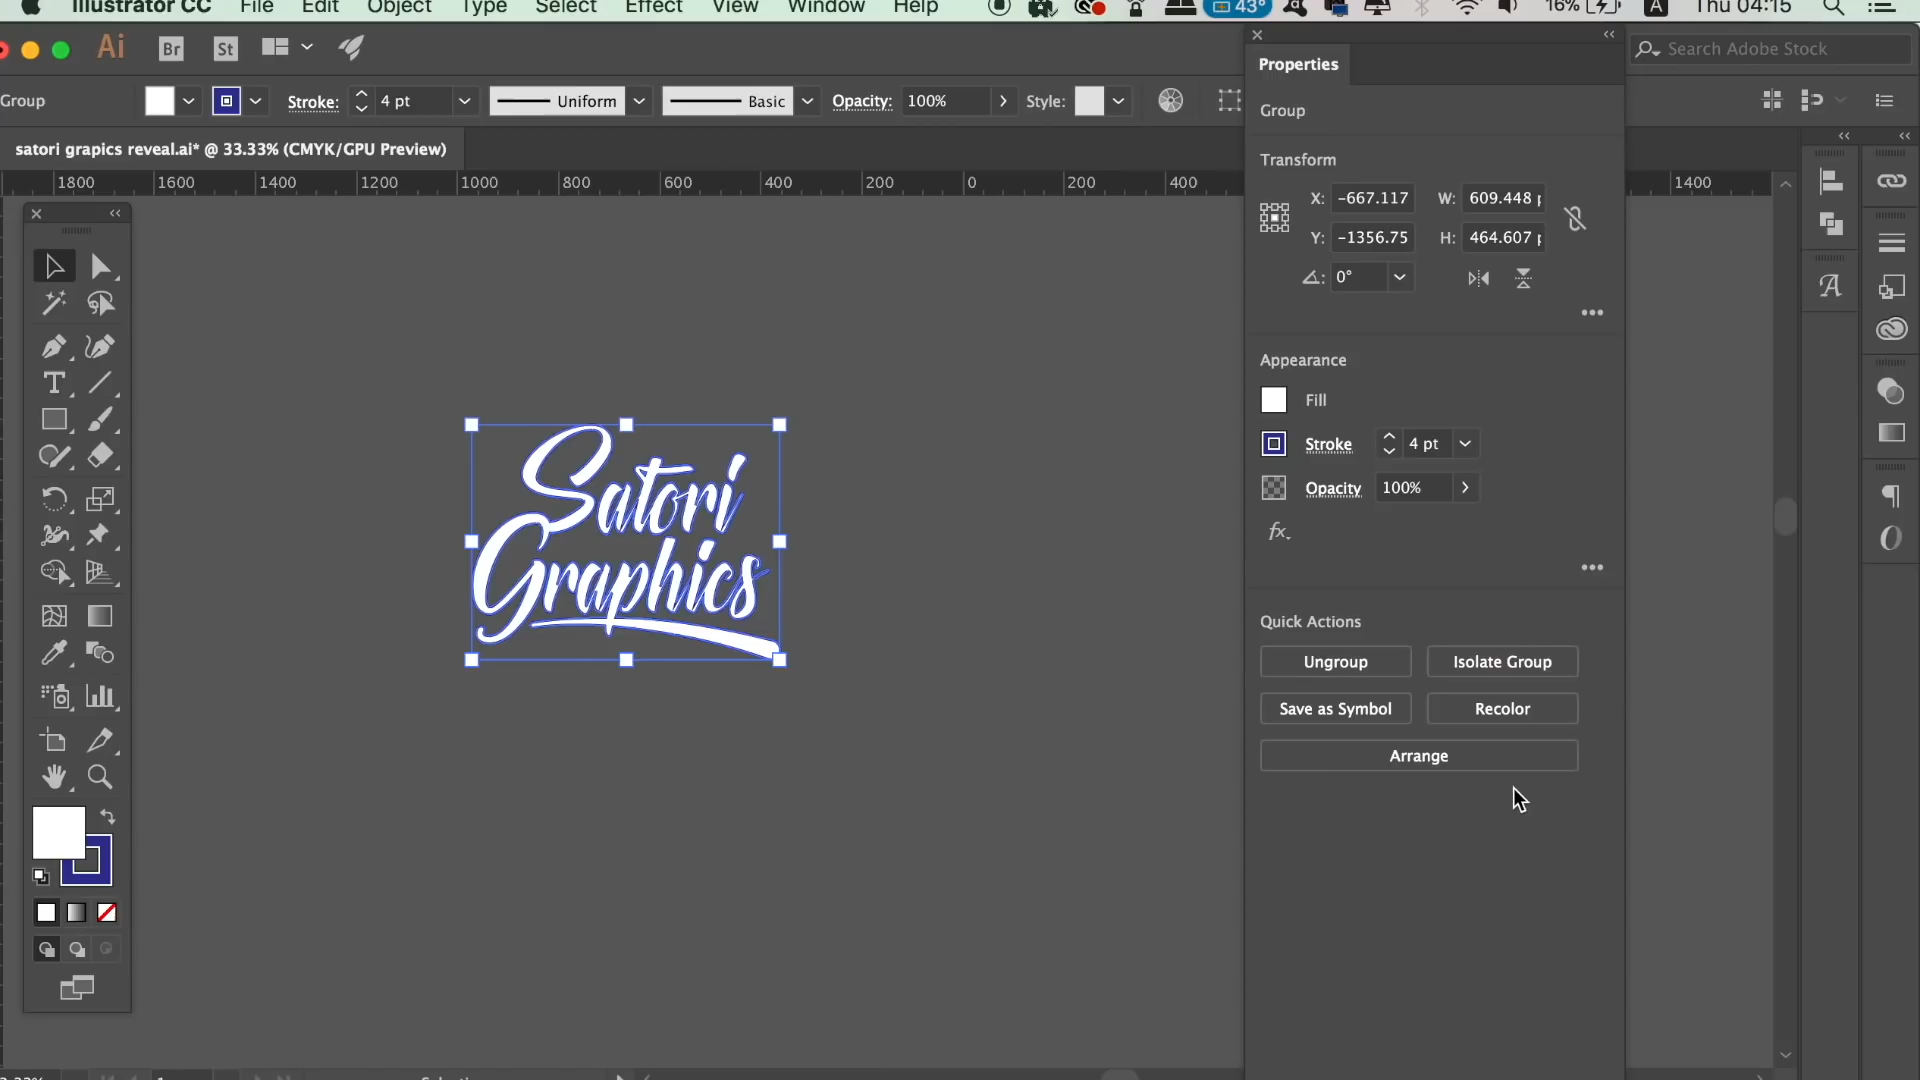 Illustrator CC File Edit Object Type Select Effect View Window Help 43° 16% A Thu 04:15
Ai Br St Search Adobe Stock
Group Stroke: 4 pt Uniform Basic Opacity: 100% Style:
satori grapics reveal.ai* @ 33.33% (CMYK/GPU Preview)
1800 1600 1400 1200 1000 800 600 400 200 0 200 400 1400
Satori
Graphics
Properties
Group
Transform
X: -667.117 W: 609.448
Y: -1356.75 H: 464.607
0°
Appearance
Fill
Stroke 4 pt
Opacity 100%
fx
Quick Actions
Ungroup Isolate Group
Save as Symbol Recolor
Arrange